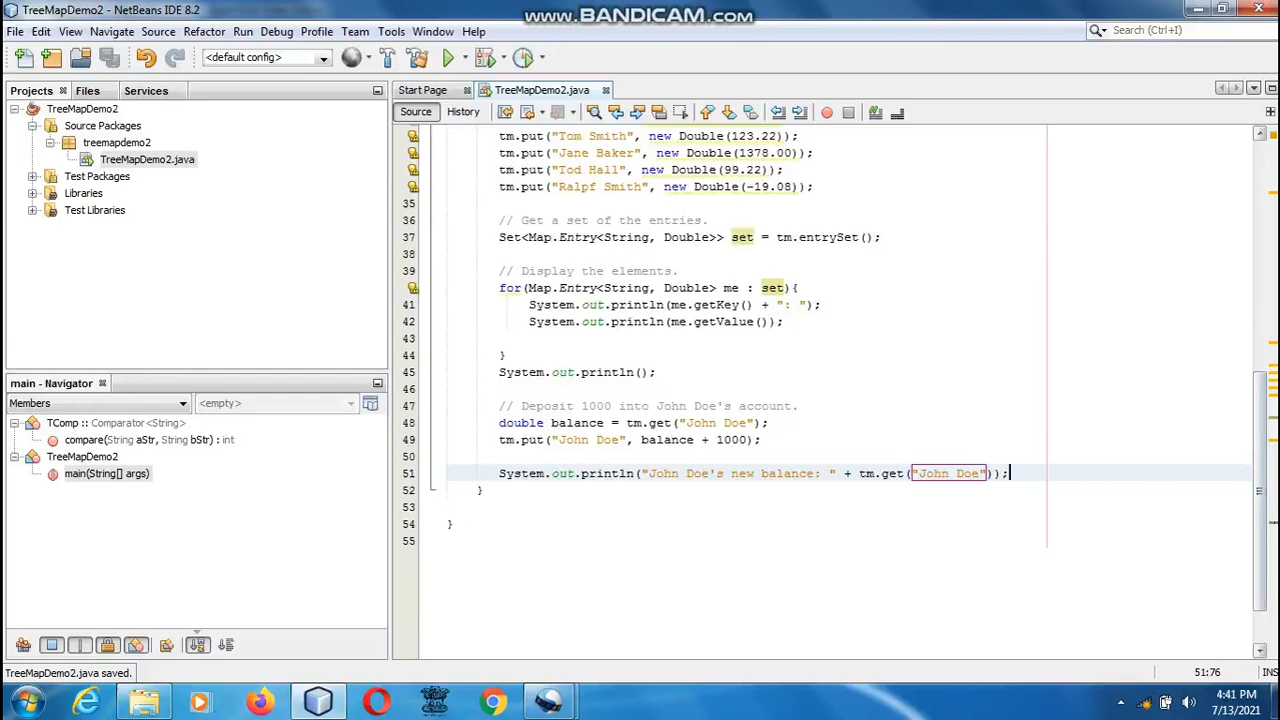 TreeMapDemo2 - NetBeans IDE 8.2
www.BANDICAM.com
File Edit View Navigate Source Refactor Run Debug Profile Team Tools Window Help
Search (Ctrl+I)
<default config>
Projects Files Services
Start Page TreeMapDemo2.java
Source History
TreeMapDemo2
Source Packages
treemapdemo2
TreeMapDemo2.java
Test Packages
Libraries
Test Libraries
tm.put("Tom Smith", new Double(123.22));
tm.put("Jane Baker", new Double(1378.00));
tm.put("Tod Hall", new Double(99.22));
tm.put("Ralpf Smith", new Double(-19.08));
35
36 // Get a set of the entries.
37 Set<Map.Entry<String, Double>> set = tm.entrySet();
38
39 // Display the elements.
for(Map.Entry<String, Double> me : set){
41 System.out.println(me.getKey() + ": ");
42 System.out.println(me.getValue());
43
44 }
45 System.out.println();
46
47 // Deposit 1000 into John Doe's account.
48 double balance = tm.get("John Doe");
49 tm.put("John Doe", balance + 1000);
50
51 System.out.println("John Doe's new balance: " + tm.get("John Doe"));
52 }
53
54 }
55
main - Navigator
Members <empty>
TComp :: Comparator<String>
compare(String aStr, String bStr) : int
TreeMapDemo2
main(String[] args)
TreeMapDemo2.java saved.
51:76 INS
4:41 PM
7/13/2021